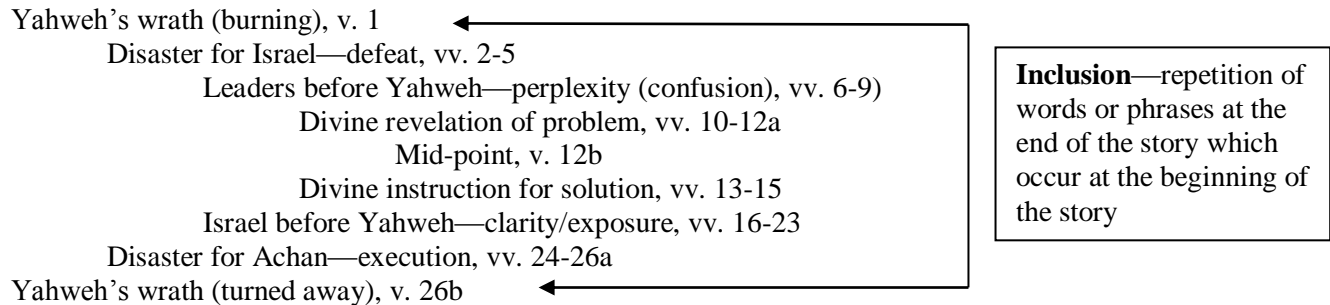 Yahweh’s wrath (burning), v. 1
Disaster for Israel—defeat, vv. 2-5
Leaders before Yahweh—perplexity (confusion), vv. 6-9)
Divine revelation of problem, vv. 10-12a
Mid-point, v. 12b
Divine instruction for solution, vv. 13-15
Israel before Yahweh—clarity/exposure, vv. 16-23
Disaster for Achan—execution, vv. 24-26a
Yahweh’s wrath (turned away), v. 26b
Inclusion—repetition of
words or phrases at the
end of the story which
occur at the beginning of
the story